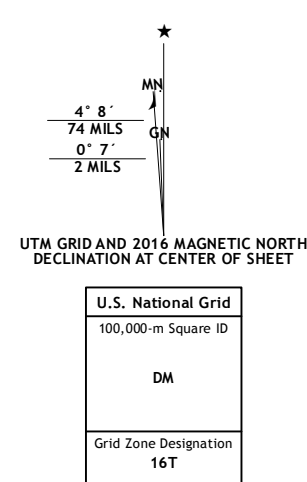 ★
MN
4° 8´
74 MILS
GN
0° 7´
2 MILS
UTM GRID AND 2016 MAGNETIC NORTH
DECLINATION AT CENTER OF SHEET
U.S. National Grid
100,000-m Square ID
DM
Grid Zone Designation
16T